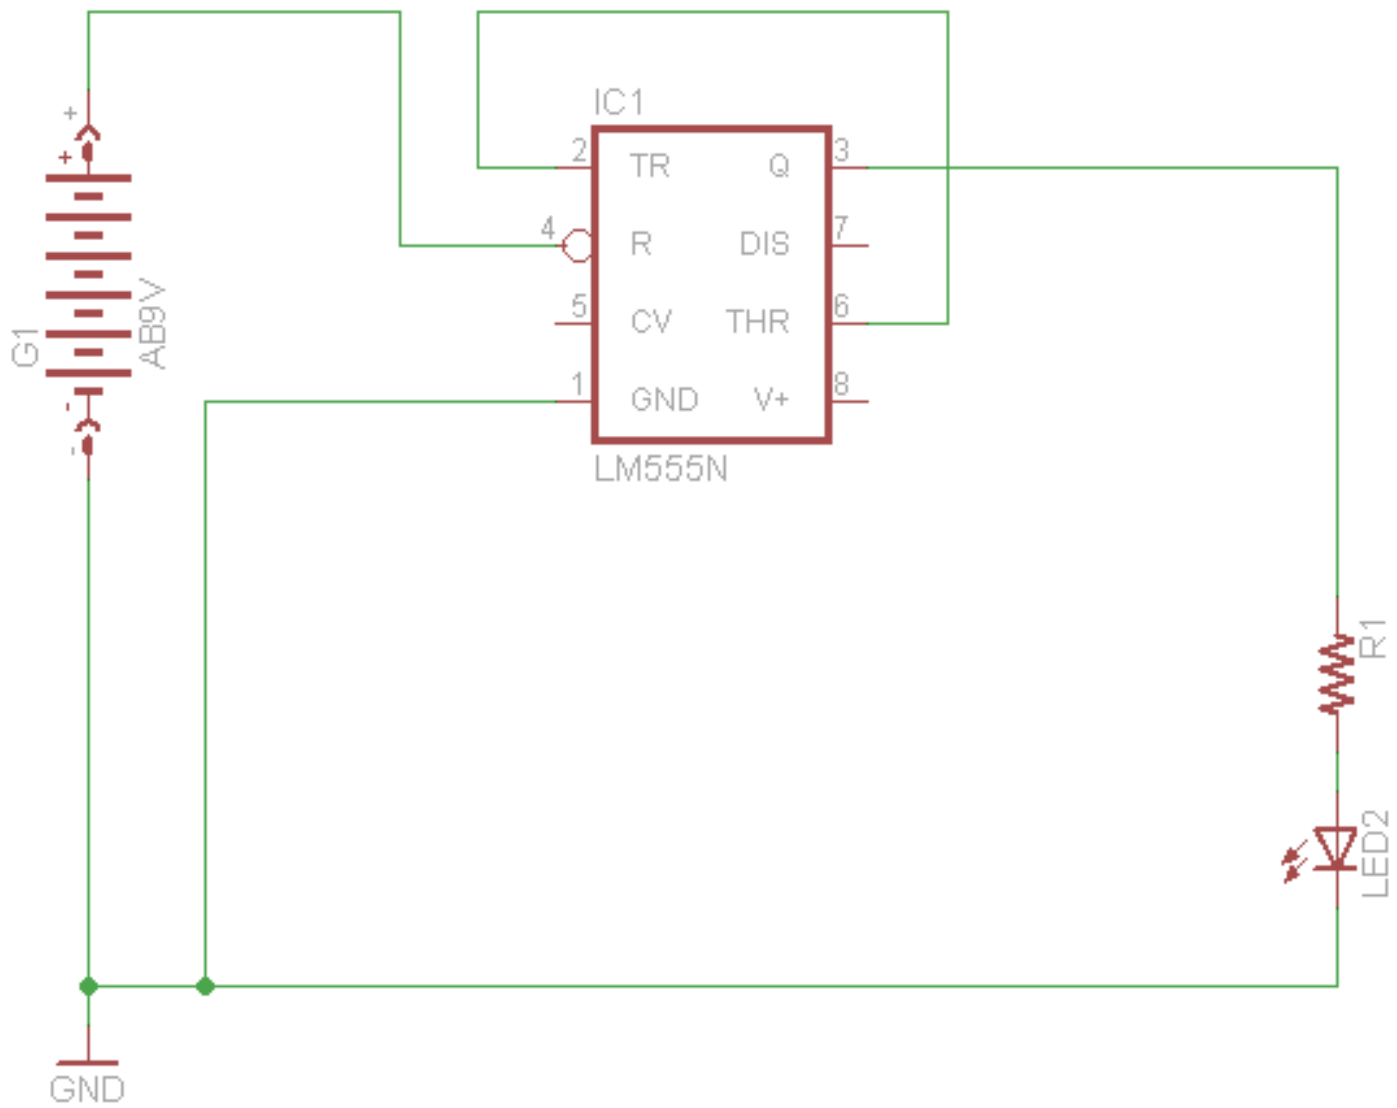 +
+
G1
AB9V
-
-
GND
IC1
2 TR Q 3
4 R DIS 7
5 CV THR 6
1 GND V+ 8
LM555N
R1
LED2